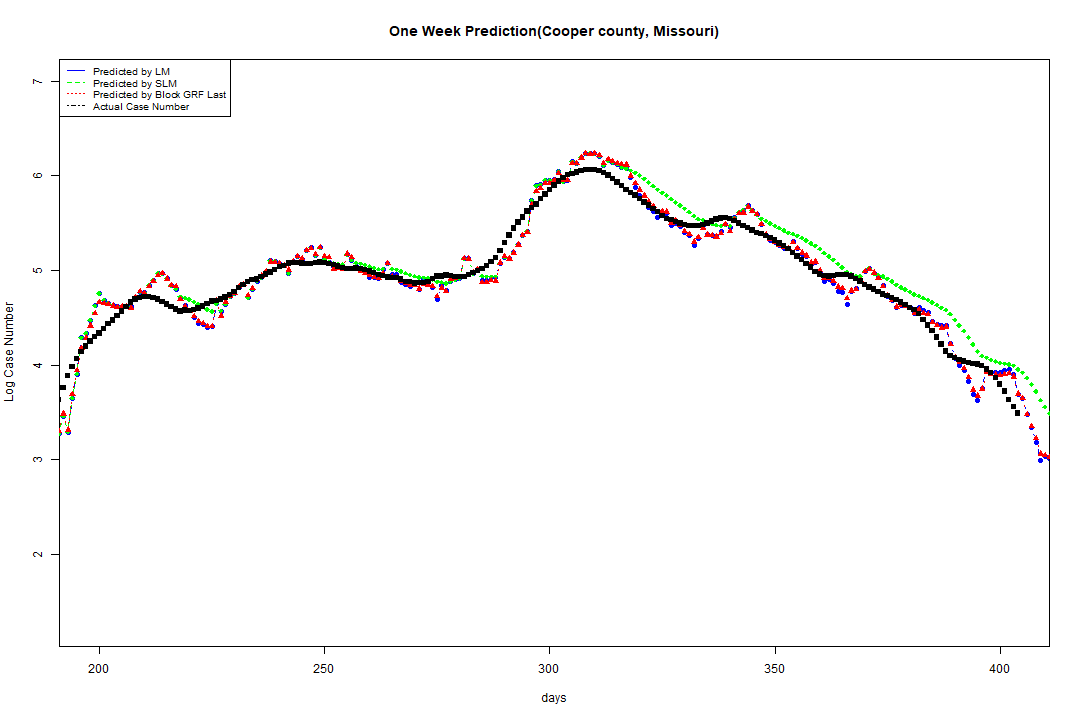 One Week Prediction(Cooper county, Missouri)
Predicted by LM
Predicted by SLM
Predicted by Block GRF Last
Actual Case Number
7
6
5
4
3
2
Log Case Number
200 250 300 350 400
days